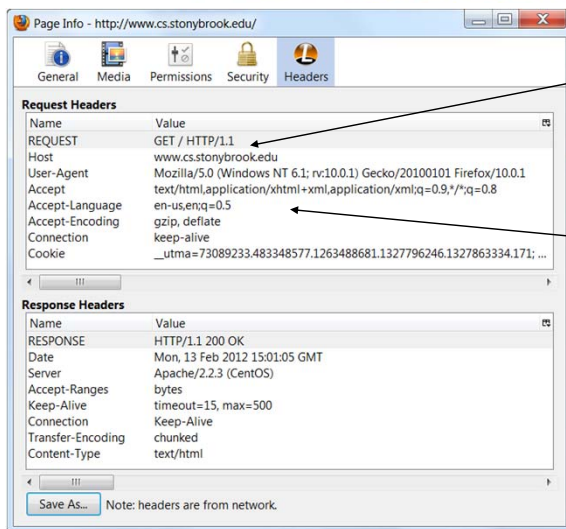 Page Info - http://www.cs.stonybrook.edu/
General Media Permissions Security Headers
Request Headers
Name Value
REQUEST GET / HTTP/1.1
Host www.cs.stonybrook.edu
User-Agent Mozilla/5.0 (Windows NT 6.1; rv:10.0.1) Gecko/20100101 Firefox/10.0.1
Accept text/html,application/xhtml+xml,application/xml;q=0.9,*/*;q=0.8
Accept-Language en-us,en;q=0.5
Accept-Encoding gzip, deflate
Connection keep-alive
Cookie __utma=73089233.483348577.1263488681.1327796246.1327863334.171; ...
Response Headers
Name Value
RESPONSE HTTP/1.1 200 OK
Date Mon, 13 Feb 2012 15:01:05 GMT
Server Apache/2.2.3 (CentOS)
Accept-Ranges bytes
Keep-Alive timeout=15, max=500
Connection Keep-Alive
Transfer-Encoding chunked
Content-Type text/html
Save As... Note: headers are from network.